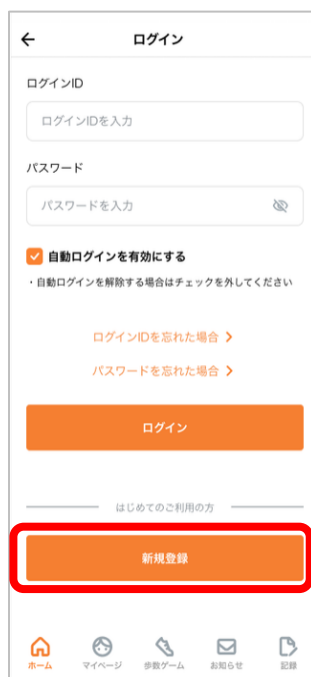 ログイン
ログインID
ログインIDを入力
パスワード
パスワードを入力
自動ログインを有効にする
・自動ログインを解除する場合はチェックを外してください
ログインIDを忘れた場合
パスワードを忘れた場合
ログイン
はじめてのご利用の方
新規登録
ホーム
マイページ
歩数ゲーム
お知らせ
記録